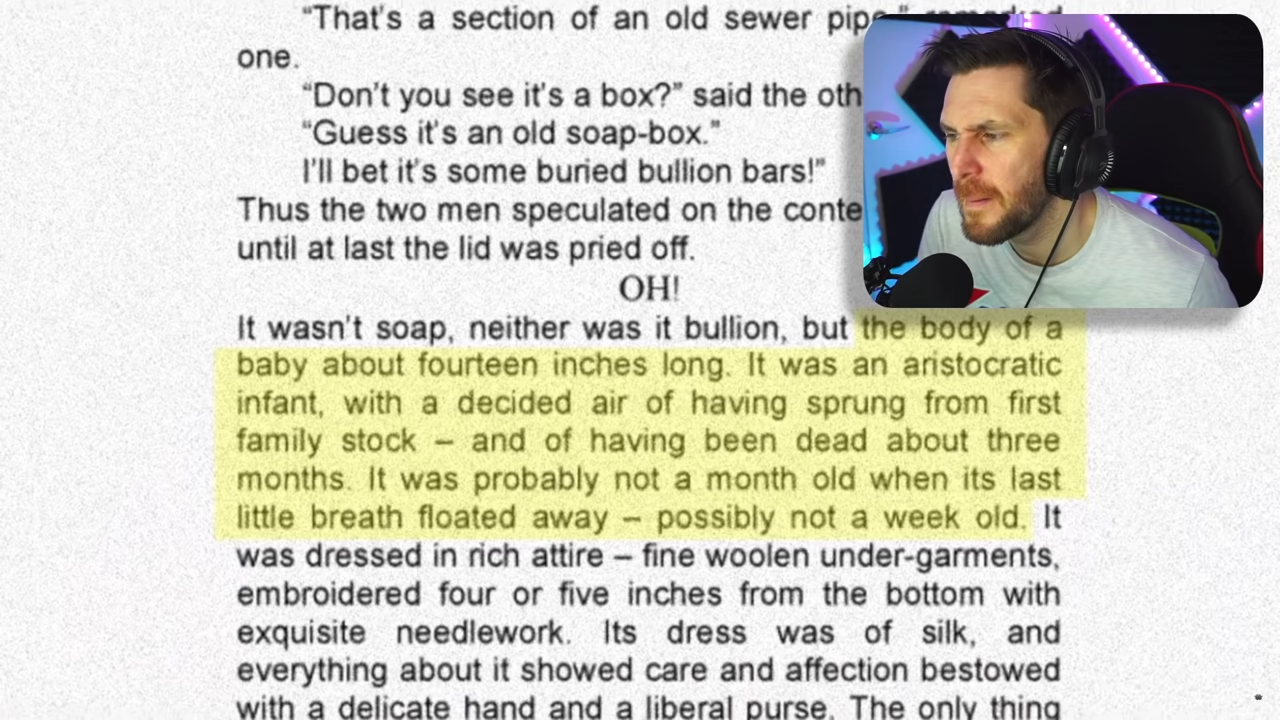 “That’s a section of an old sewer pipe,” remarked
one.
“Don’t you see it’s a box?” said the oth
“Guess it’s an old soap-box.”
I’ll bet it’s some buried bullion bars!”
Thus the two men speculated on the conte
until at last the lid was pried off.
OH!
It wasn’t soap, neither was it bullion, but the body of a
baby about fourteen inches long. It was an aristocratic
infant, with a decided air of having sprung from first
family stock – and of having been dead about three
months. It was probably not a month old when its last
little breath floated away – possibly not a week old. It
was dressed in rich attire – fine woolen under-garments,
embroidered four or five inches from the bottom with
exquisite needlework. Its dress was of silk, and
everything about it showed care and affection bestowed
with a delicate hand and a liberal purse. The only thing